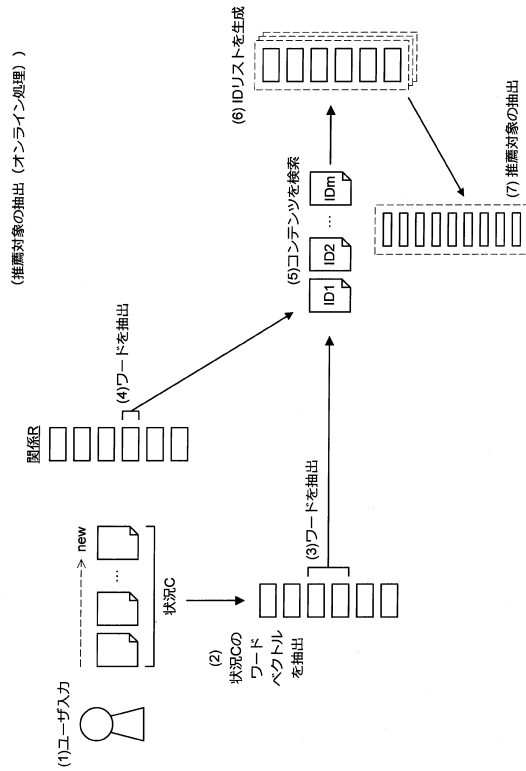 (推薦対象の抽出(オンライン処理))
(1)ユーザ入力
new
…
状況C
(2)
状況Cの
ワード
ベクトル
を抽出
関係R
(3)ワードを抽出
(4)ワードを抽出
(5)コンテンツを検索
ID1
ID2
…
IDm
(6) IDリストを生成
(7) 推薦対象の抽出